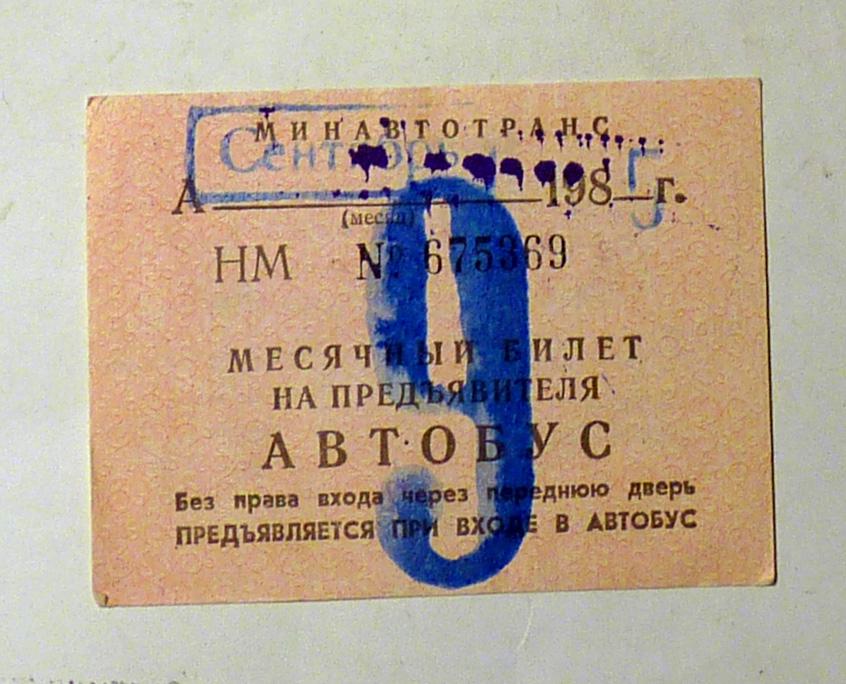 МИНАВТОТРАНС
Сентябрь 5
А 198 г.
(месяц)
НМ № 675369
9
МЕСЯЧНЫЙ БИЛЕТ
НА ПРЕДЪЯВИТЕЛЯ
АВТОБУС
Без права входа через переднюю дверь
ПРЕДЪЯВЛЯЕТСЯ ПРИ ВХОДЕ В АВТОБУС